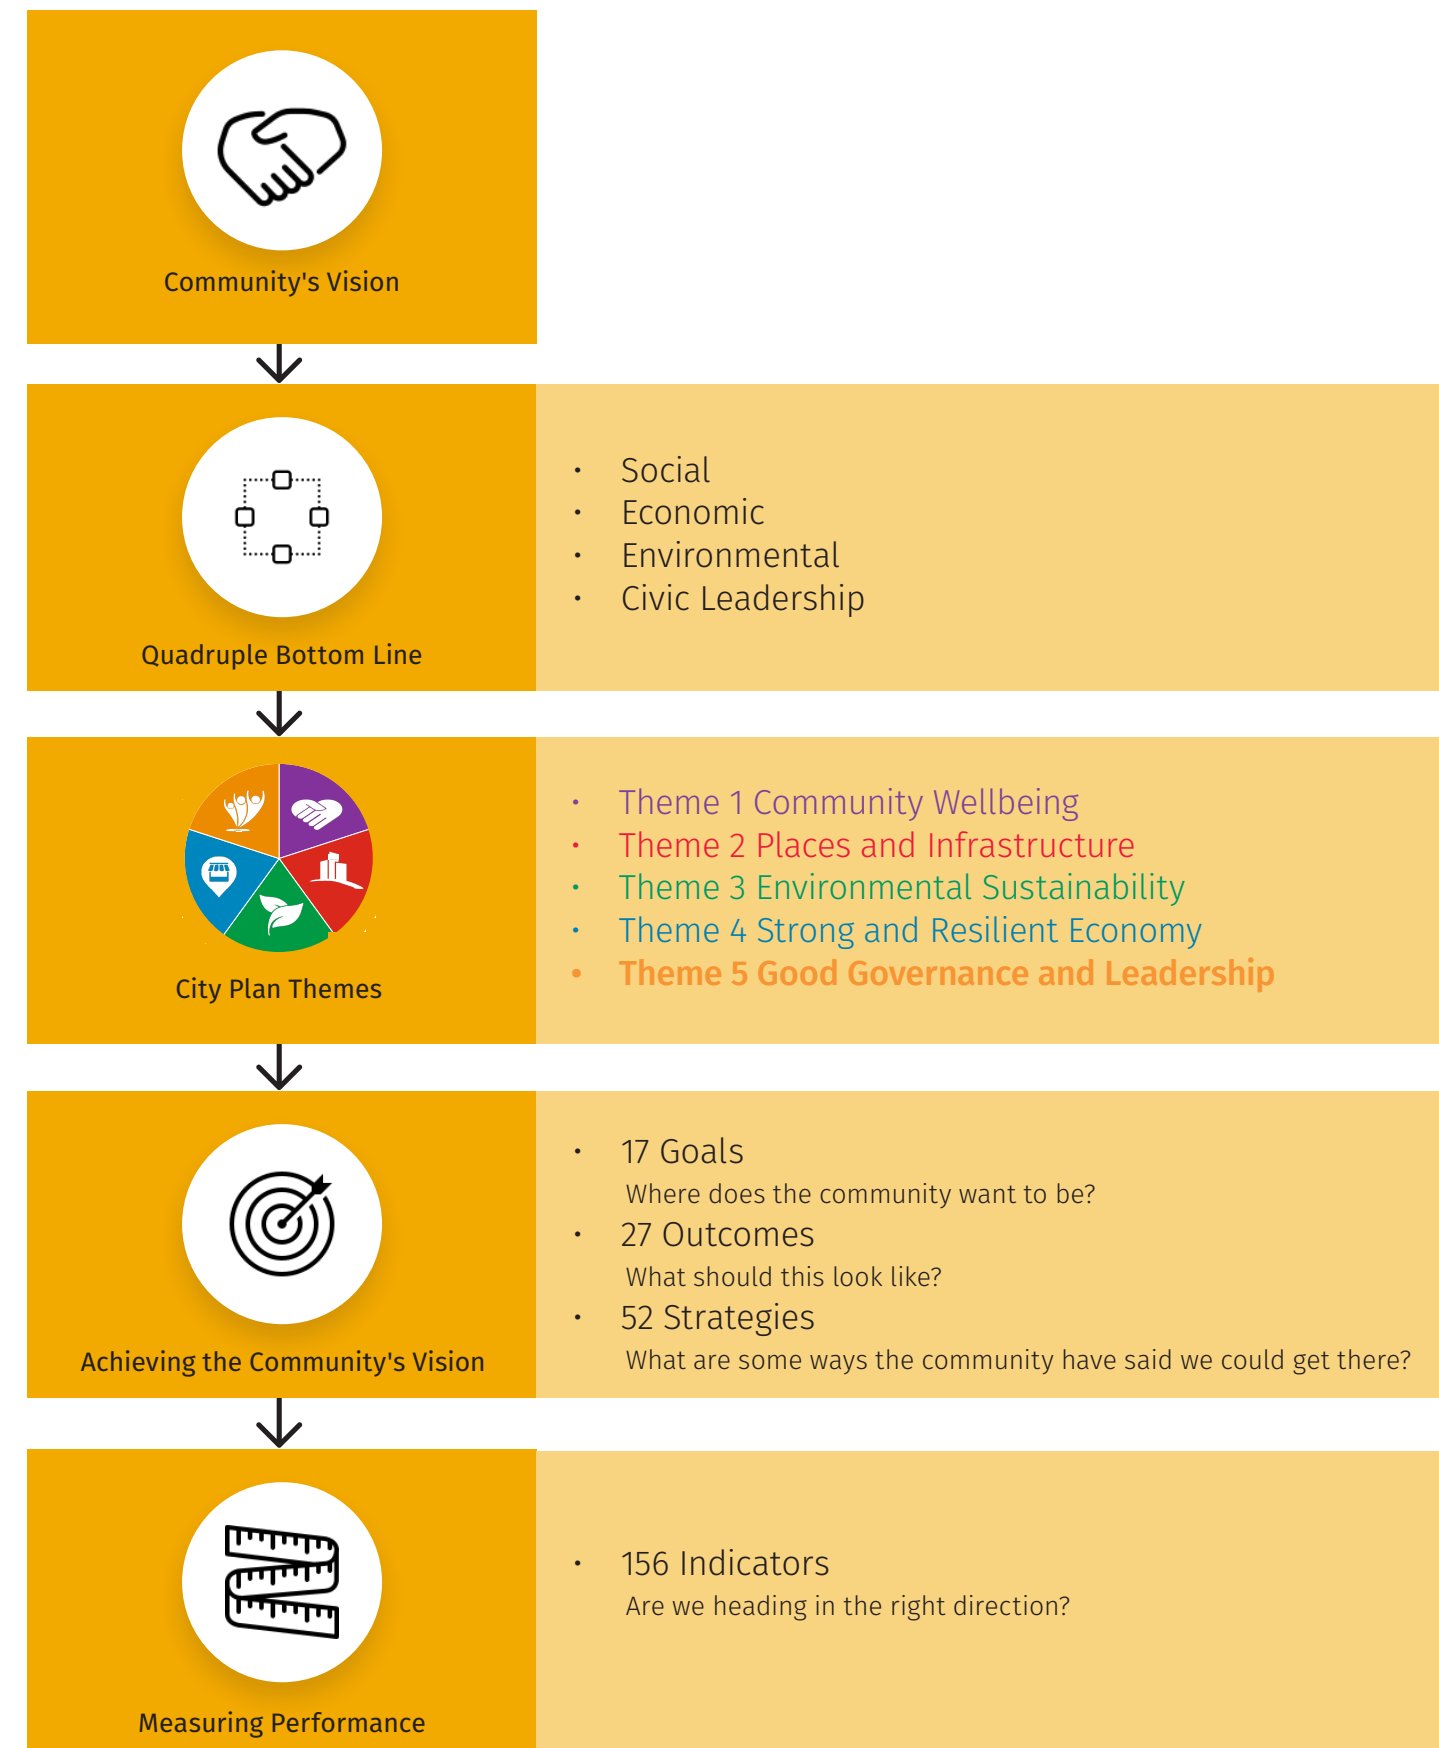 Community's Vision
• Social
• Economic
• Environmental
• Civic Leadership
Quadruple Bottom Line
• Theme 1 Community Wellbeing
• Theme 2 Places and Infrastructure
• Theme 3 Environmental Sustainability
• Theme 4 Strong and Resilient Economy
• Theme 5 Good Governance and Leadership
City Plan Themes
• 17 Goals
Where does the community want to be?
• 27 Outcomes
What should this look like?
• 52 Strategies
What are some ways the community have said we could get there?
Achieving the Community's Vision
• 156 Indicators
Are we heading in the right direction?
Measuring Performance